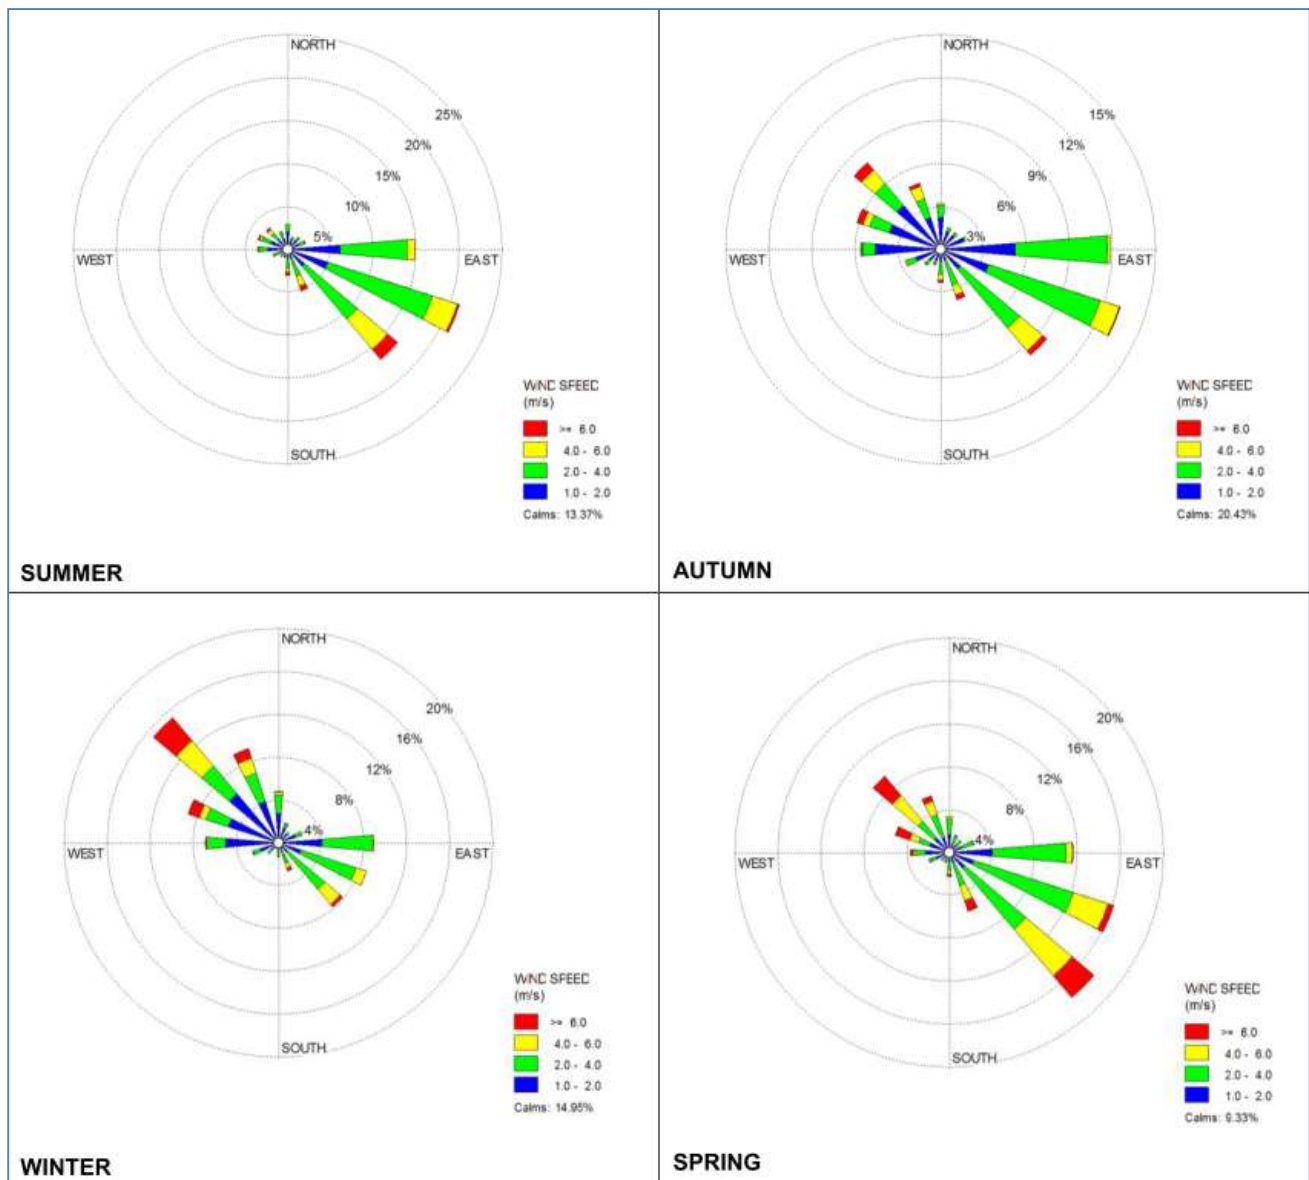 NORTH
25%
20%
15%
10%
5%
WEST
EAST
SOUTH
WIND SPEED
(m/s)
>= 6.0
4.0 - 6.0
2.0 - 4.0
1.0 - 2.0
Calms: 13.37%
SUMMER
NORTH
15%
12%
9%
6%
3%
WEST
EAST
SOUTH
WIND SPEED
(m/s)
>= 6.0
4.0 - 6.0
2.0 - 4.0
1.0 - 2.0
Calms: 20.43%
AUTUMN
NORTH
20%
16%
12%
8%
4%
WEST
EAST
SOUTH
WIND SPEED
(m/s)
>= 6.0
4.0 - 6.0
2.0 - 4.0
1.0 - 2.0
Calms: 14.95%
WINTER
NORTH
20%
16%
12%
8%
4%
WEST
EAST
SOUTH
WIND SPEED
(m/s)
>= 6.0
4.0 - 6.0
2.0 - 4.0
1.0 - 2.0
Calms: 9.33%
SPRING